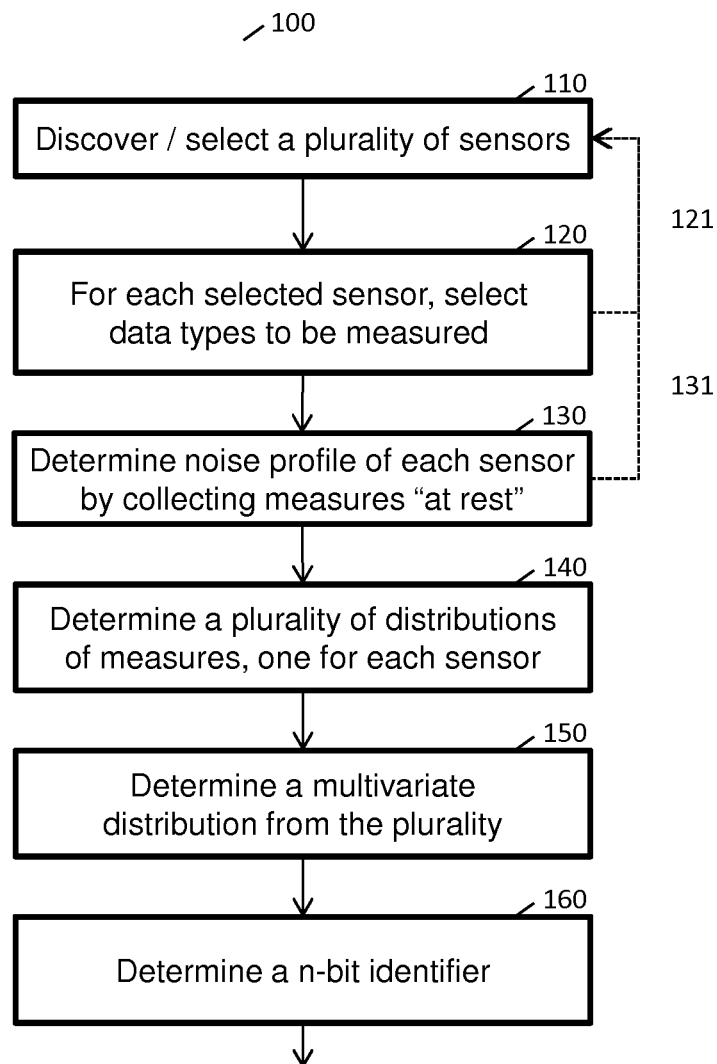 100
110
Discover / select a plurality of sensors
121
120
For each selected sensor, select
data types to be measured
131
130
Determine noise profile of each sensor
by collecting measures “at rest”
140
Determine a plurality of distributions
of measures, one for each sensor
150
Determine a multivariate
distribution from the plurality
160
Determine a n-bit identifier